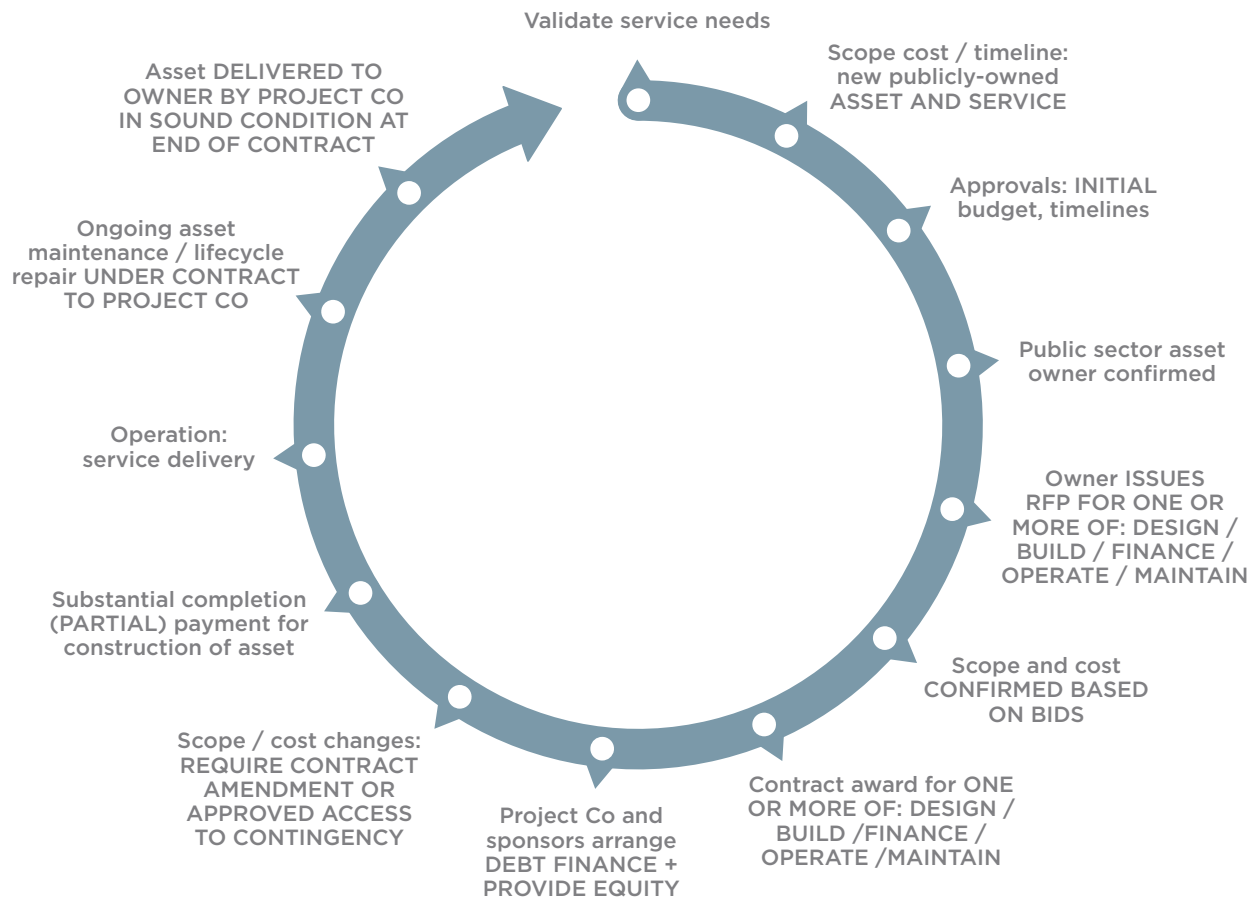 Validate service needs
Scope cost / timeline:
new publicly-owned
ASSET AND SERVICE
Approvals: INITIAL
budget, timelines
Public sector asset
owner confirmed
Owner ISSUES
RFP FOR ONE OR
MORE OF: DESIGN /
BUILD / FINANCE /
OPERATE / MAINTAIN
Scope and cost
CONFIRMED BASED
ON BIDS
Contract award for ONE
OR MORE OF: DESIGN /
BUILD /FINANCE /
OPERATE /MAINTAIN
Project Co and
sponsors arrange
DEBT FINANCE +
PROVIDE EQUITY
Scope / cost changes:
REQUIRE CONTRACT
AMENDMENT OR
APPROVED ACCESS
TO CONTINGENCY
Substantial completion
(PARTIAL) payment for
construction of asset
Operation:
service delivery
Ongoing asset
maintenance / lifecycle
repair UNDER CONTRACT
TO PROJECT CO
Asset DELIVERED TO
OWNER BY PROJECT CO
IN SOUND CONDITION AT
END OF CONTRACT